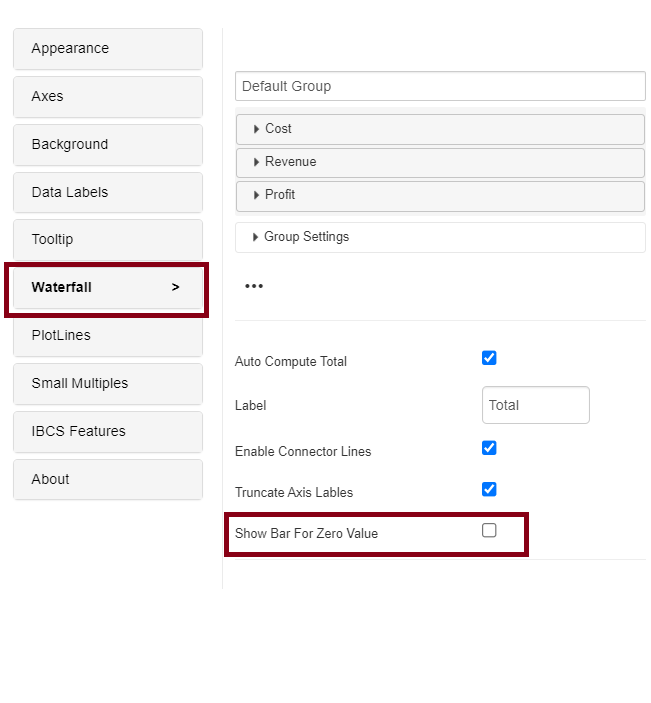 Appearance
Axes
Background
Data Labels
Tooltip
Waterfall >
PlotLines
Small Multiples
IBCS Features
About
Default Group
Cost
Revenue
Profit
Group Settings
•••
Auto Compute Total
Label Total
Enable Connector Lines
Truncate Axis Lables
Show Bar For Zero Value